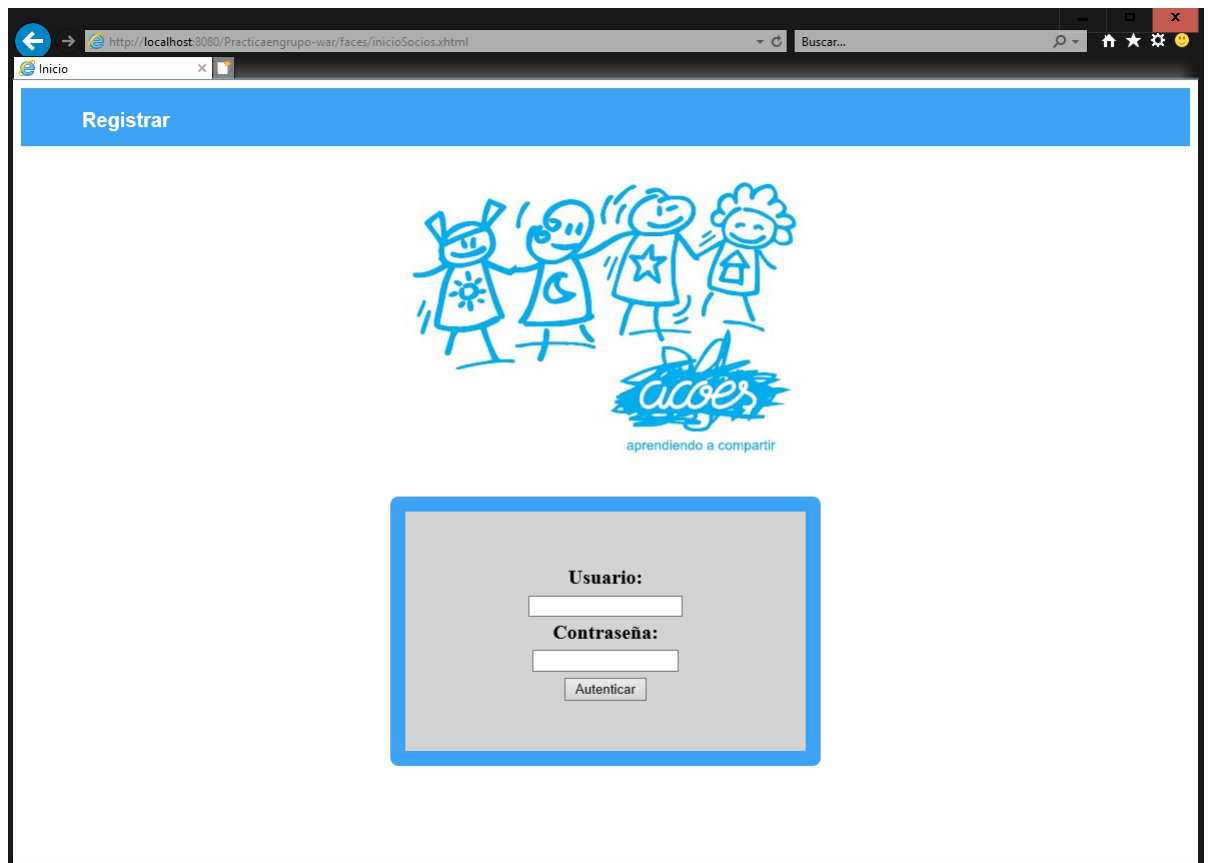 x
http://localhost:8080/Practicaengrupo-war/faces/inicioSocios.xhtml
Buscar...
Inicio
Registrar
acoes
aprendiendo a compartir
Usuario:
Contraseña:
Autenticar